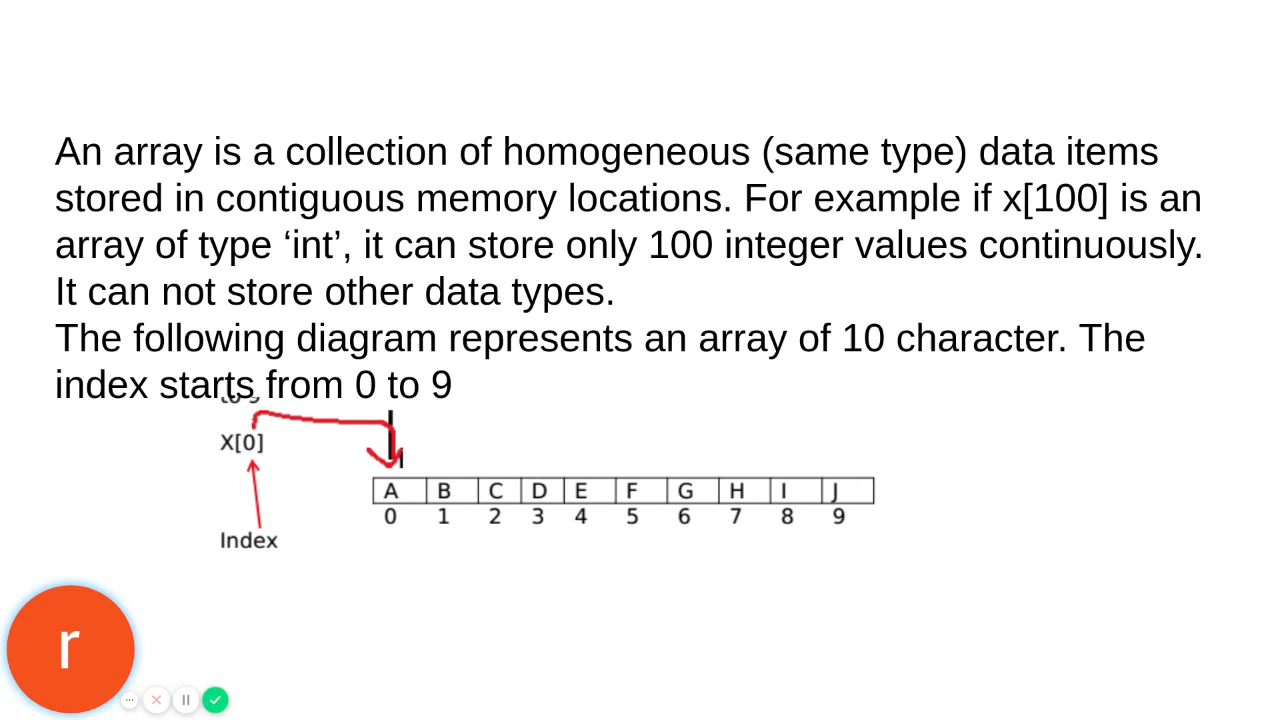 An array is a collection of homogeneous (same type) data items
stored in contiguous memory locations. For example if x[100] is an
array of type ‘int’, it can store only 100 integer values continuously.
It can not store other data types.
The following diagram represents an array of 10 character. The
index starts from 0 to 9
X[0]
A B C D E F G H I J
0 1 2 3 4 5 6 7 8 9
Index
r